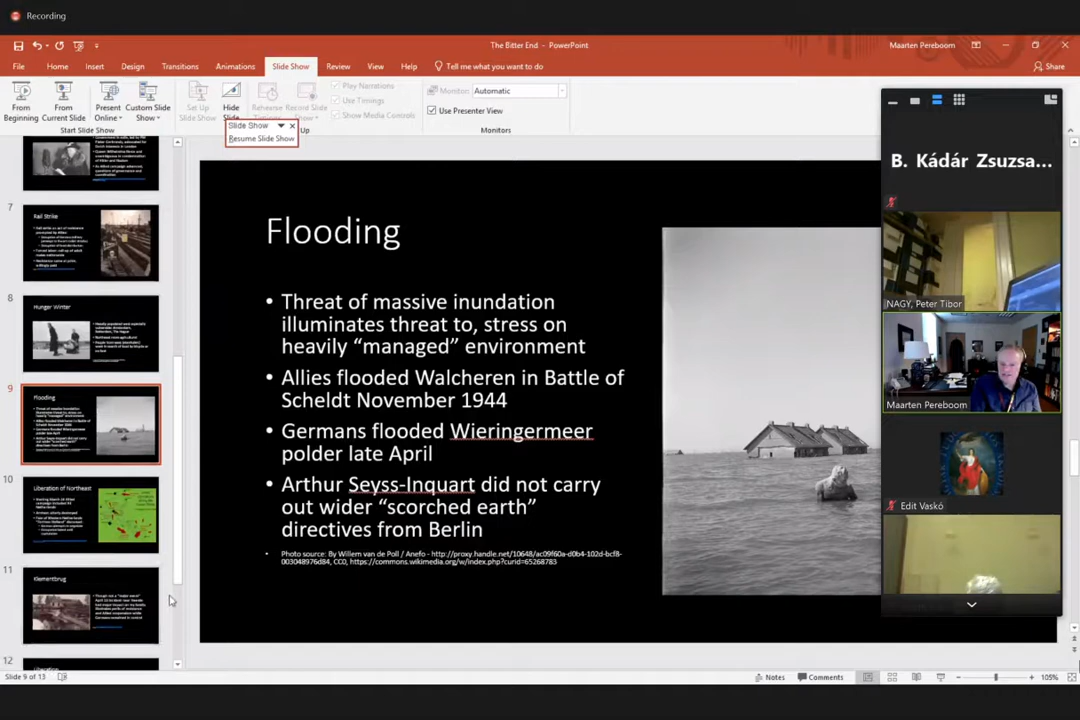 Recording
The Bitter End - PowerPoint
Maarten Pereboom
File Home Insert Design Transitions Animations Slide Show Review View Help Tell me what you want to do
Share
From Beginning
From Current Slide
Present Online
Custom Slide Show
Set Up Slide Show
Hide Slide
Rehearse
Record Slide
Play Narrations
Use Timings
Show Media Controls
Monitor: Automatic
Use Presenter View
Start Slide Show
Monitors
Slide Show
Resume Slide Show
7
Rail Strike
8
Hunger Winter
9
Flooding
10
Liberation of Northeast
11
Klementbrug
12
Liberation
Flooding
• Threat of massive inundation
illuminates threat to, stress on
heavily “managed” environment
• Allies flooded Walcheren in Battle of
Scheldt November 1944
• Germans flooded Wieringermeer
polder late April
• Arthur Seyss-Inquart did not carry
out wider “scorched earth”
directives from Berlin
• Photo source: By Willem van de Poll / Anefo - http://proxy.handle.net/10648/ac09f60a-d0b4-102d-bcf8-
003048976d84, CC0, https://commons.wikimedia.org/w/index.php?curid=65268783
B. Kádár Zsuzsa...
NAGY, Peter Tibor
Maarten Pereboom
Edit Vaskó
Slide 9 of 13
Notes
Comments
105%